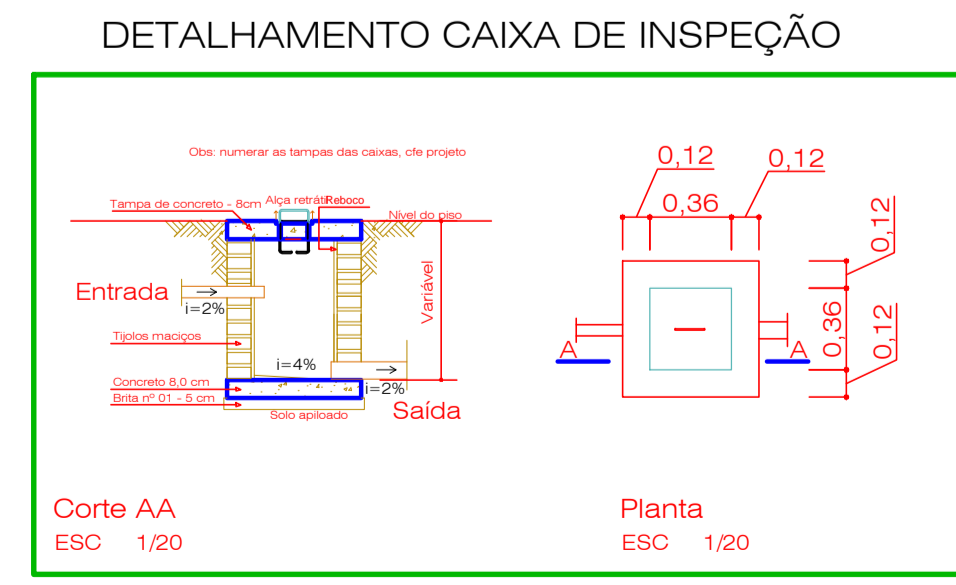 DETALHAMENTO CAIXA DE INSPEÇÃO
Obs: numerar as tampas das caixas, cfe projeto
Tampa de concreto - 8cm
Alça retrátil
Reboco
Nível do piso
Entrada
i=2%
Variável
Tijolos maciços
i=4%
Concreto 8,0 cm
Brita nº 01 - 5 cm
i=2%
Solo apiloado
Saída
Corte AA
ESC 1/20
0,12
0,12
0,36
0,12
0,36
0,12
A
A
Planta
ESC 1/20